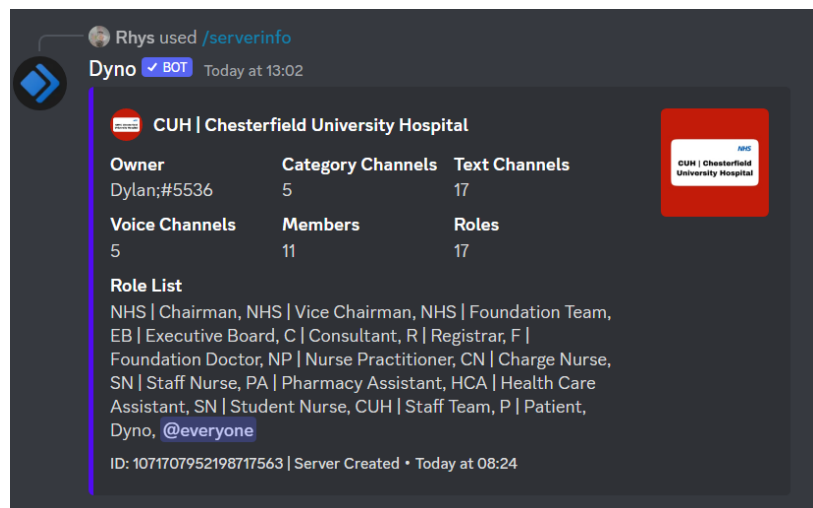 Rhys used /serverinfo
Dyno ✓ BOT Today at 13:02
CUH | Chesterfield University Hospital
NHS
CUH | Chesterfield
University Hospital
Owner Category Channels Text Channels
Dylan;#5536 5 17
Voice Channels Members Roles
5 11 17
Role List
NHS | Chairman, NHS | Vice Chairman, NHS | Foundation Team,
EB | Executive Board, C | Consultant, R | Registrar, F |
Foundation Doctor, NP | Nurse Practitioner, CN | Charge Nurse,
SN | Staff Nurse, PA | Pharmacy Assistant, HCA | Health Care
Assistant, SN | Student Nurse, CUH | Staff Team, P | Patient,
Dyno, @everyone
ID: 1071707952198717563 | Server Created • Today at 08:24